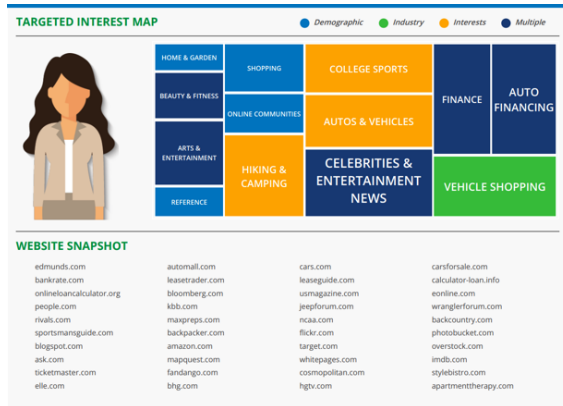 TARGETED INTEREST MAP
Demographic
Industry
Interests
Multiple
HOME & GARDEN
BEAUTY & FITNESS
ARTS &
ENTERTAINMENT
REFERENCE
SHOPPING
ONLINE COMMUNITIES
HIKING &
CAMPING
COLLEGE SPORTS
AUTOS & VEHICLES
CELEBRITIES &
ENTERTAINMENT
NEWS
FINANCE
AUTO
FINANCING
VEHICLE SHOPPING
WEBSITE SNAPSHOT
edmunds.com
bankrate.com
onlineloancalculator.org
people.com
rivals.com
sportsmansguide.com
blogspot.com
ask.com
ticketmaster.com
elle.com
automall.com
leasetrader.com
bloomberg.com
kbb.com
maxpreps.com
backpacker.com
amazon.com
mapquest.com
fandango.com
bhg.com
cars.com
leaseguide.com
usmagazine.com
jeepforum.com
ncaa.com
flickr.com
target.com
whitepages.com
cosmopolitan.com
hgtv.com
carsforsale.com
calculator-loan.info
eonline.com
wranglerforum.com
backcountry.com
photobucket.com
overstock.com
imdb.com
stylebistro.com
apartmenttherapy.com